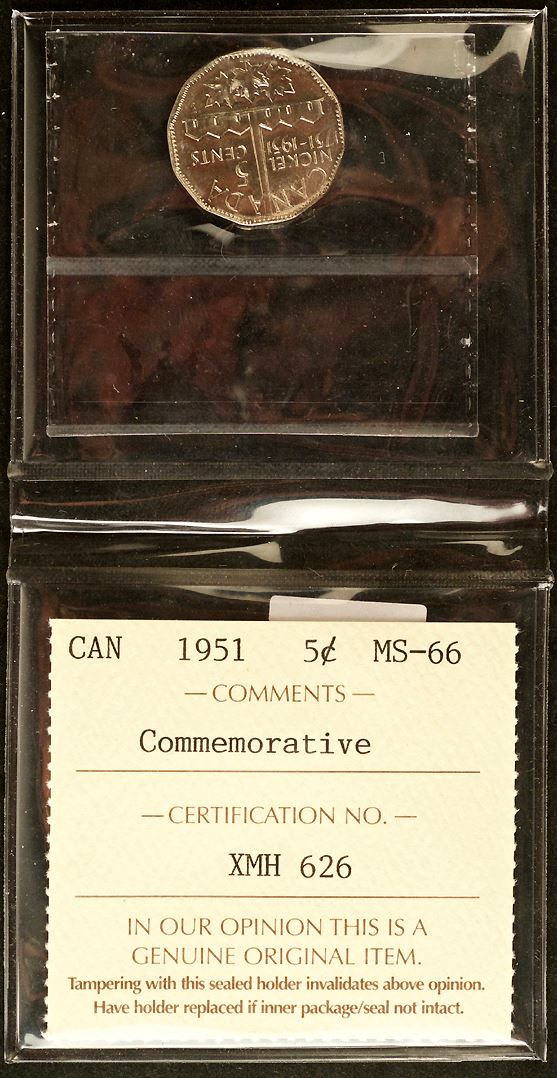 CANADA
5
CENTS
NICKEL
1751-1951
CAN 1951 5¢ MS-66
— COMMENTS —
Commemorative
— CERTIFICATION NO. —
XMH 626
IN OUR OPINION THIS IS A
GENUINE ORIGINAL ITEM.
Tampering with this sealed holder invalidates above opinion.
Have holder replaced if inner package/seal not intact.